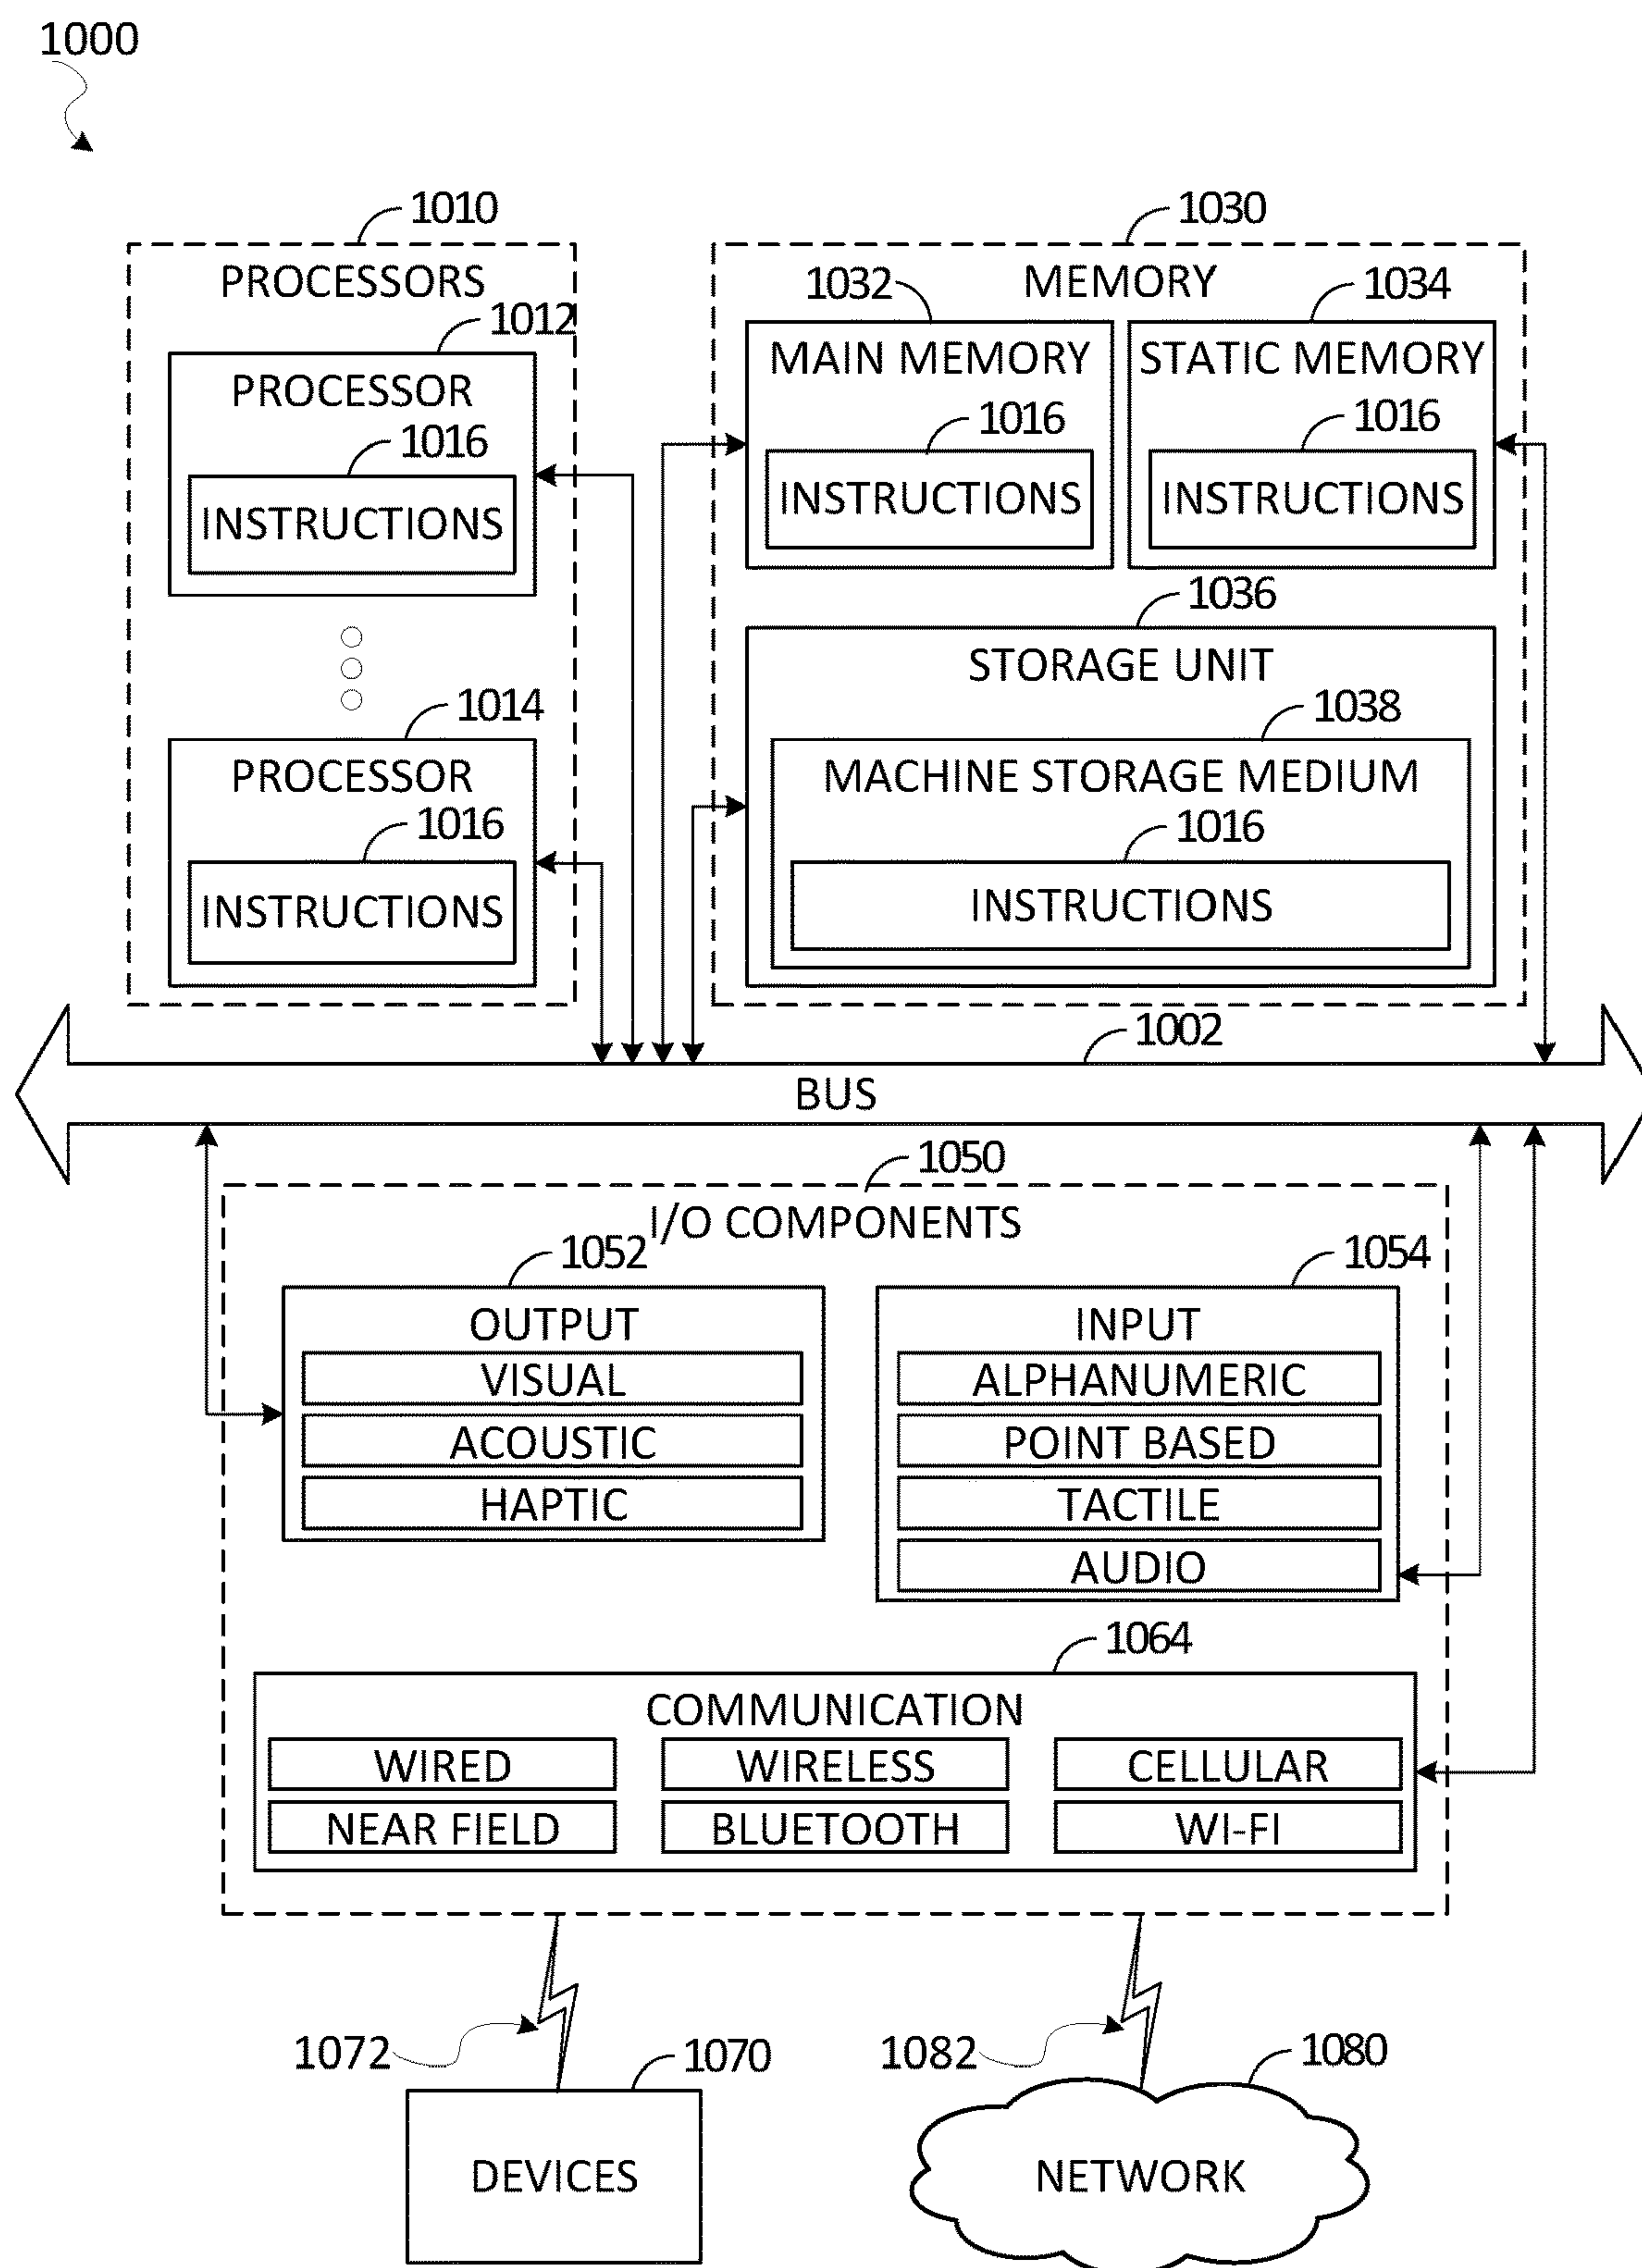 1000
1010
PROCESSORS
1012
PROCESSOR
1016
INSTRUCTIONS
1014
PROCESSOR
1016
INSTRUCTIONS
1030
MEMORY
1032
MAIN MEMORY
1016
INSTRUCTIONS
1034
STATIC MEMORY
1016
INSTRUCTIONS
1036
STORAGE UNIT
1038
MACHINE STORAGE MEDIUM
1016
INSTRUCTIONS
1002
BUS
1050
I/O COMPONENTS
1052
OUTPUT
VISUAL
ACOUSTIC
HAPTIC
1054
INPUT
ALPHANUMERIC
POINT BASED
TACTILE
AUDIO
1064
COMMUNICATION
WIRED
WIRELESS
CELLULAR
NEAR FIELD
BLUETOOTH
WI-FI
1072
1070
DEVICES
1082
1080
NETWORK